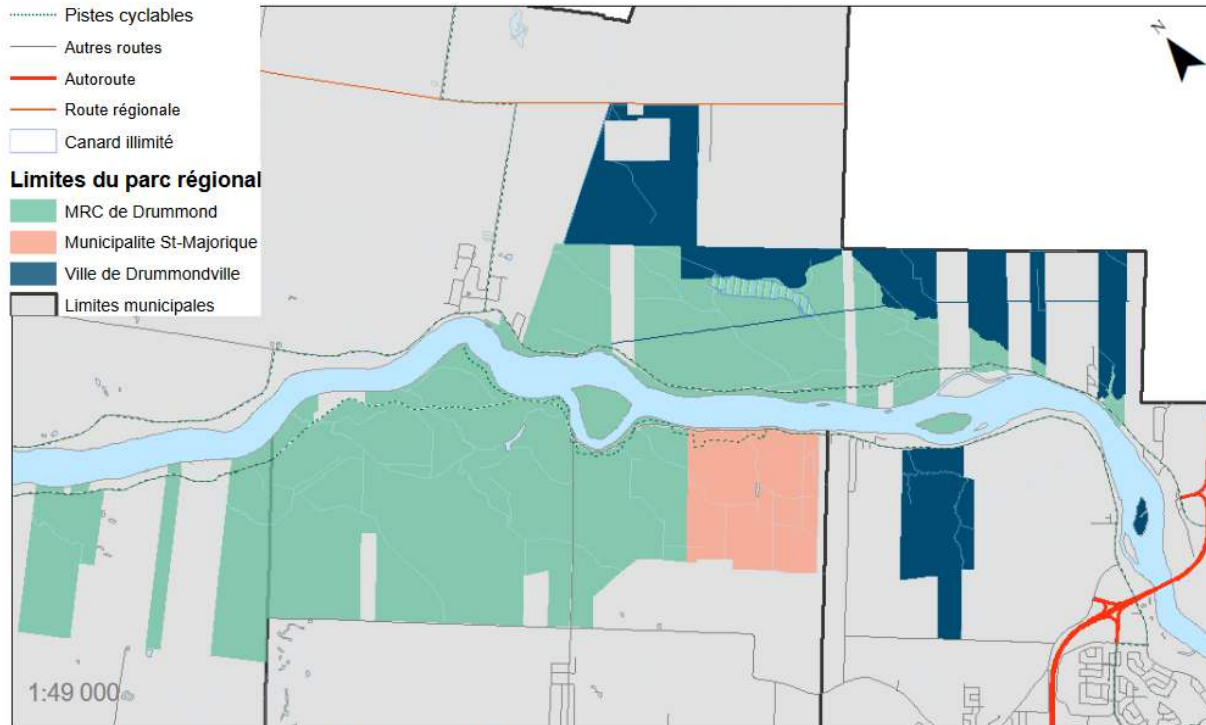 Pistes cyclables
Autres routes
Autoroute
Route régionale
Canard illimité
Limites du parc régional
MRC de Drummond
Municipalite St-Majorique
Ville de Drummondville
Limites municipales
N
1:49 000